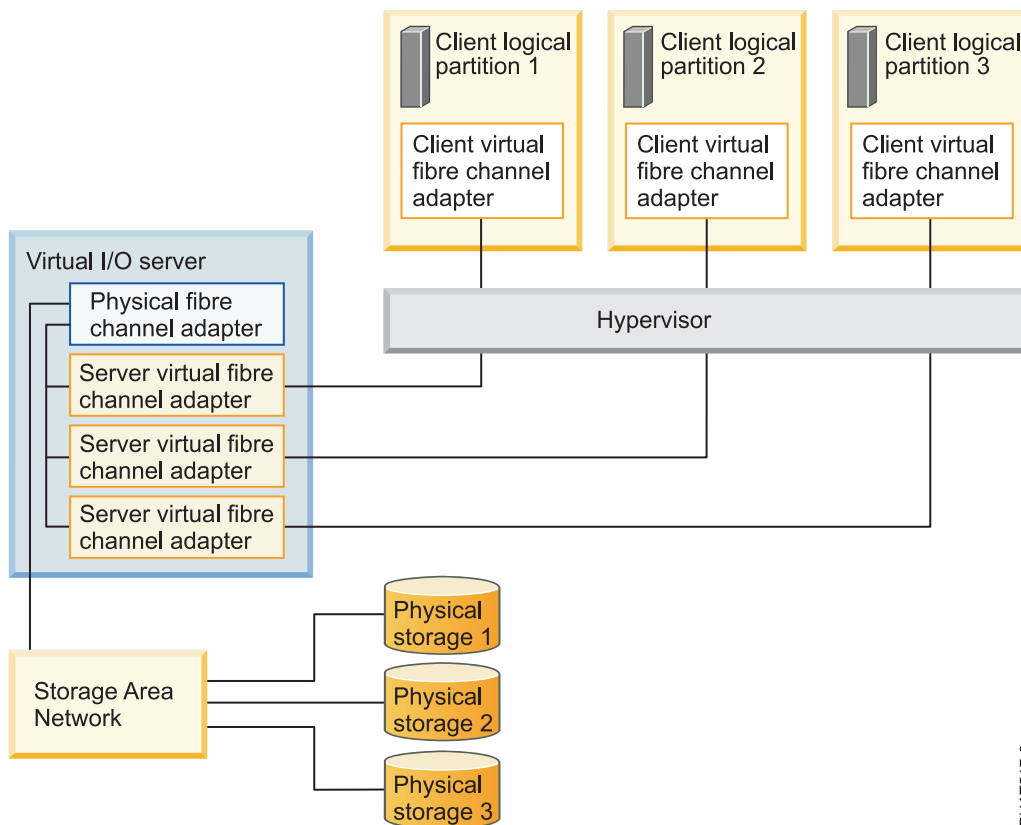 Client logical
partition 1
Client logical
partition 2
Client logical
partition 3
Client virtual
fibre channel
adapter
Client virtual
fibre channel
adapter
Client virtual
fibre channel
adapter
Virtual I/O server
Physical fibre
channel adapter
Hypervisor
Server virtual fibre
channel adapter
Server virtual fibre
channel adapter
Server virtual fibre
channel adapter
Physical
storage 1
Storage Area
Network
Physical
storage 2
Physical
storage 3